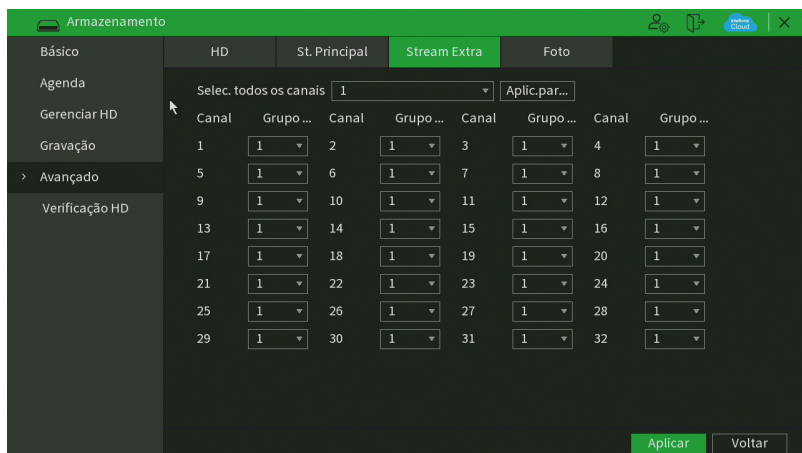 Armazenamento
intelbras Cloud
Básico
Agenda
Gerenciar HD
Gravação
> Avançado
Verificação HD
HD St. Principal Stream Extra Foto
Selec. todos os canais 1 Aplic.par...
Canal Grupo ... Canal Grupo ... Canal Grupo ... Canal Grupo ...
1 1 2 1 3 1 4 1
5 1 6 1 7 1 8 1
9 1 10 1 11 1 12 1
13 1 14 1 15 1 16 1
17 1 18 1 19 1 20 1
21 1 22 1 23 1 24 1
25 1 26 1 27 1 28 1
29 1 30 1 31 1 32 1
Aplicar Voltar